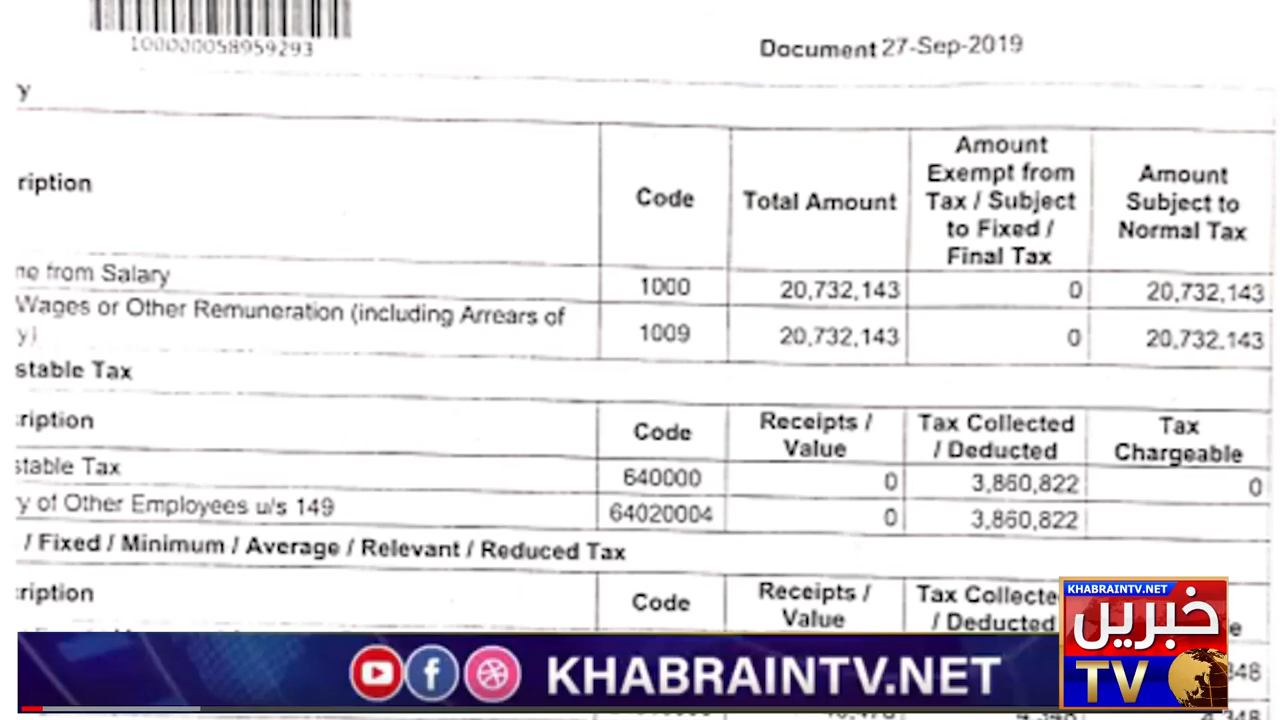 100000058959293
Document 27-Sep-2019
y
ription Code Total Amount Amount Exempt from Tax / Subject to Fixed / Final Tax Amount Subject to Normal Tax
ne from Salary 1000 20,732,143 0 20,732,143
Wages or Other Remuneration (including Arrears of y) 1009 20,732,143 0 20,732,143
stable Tax
ription Code Receipts / Value Tax Collected / Deducted Tax Chargeable
stable Tax 640000 0 3,860,822 0
y of Other Employees u/s 149 64020004 0 3,860,822
/ Fixed / Minimum / Average / Relevant / Reduced Tax
ription Code Receipts / Value Tax Collecte / Deducted e
348
4,348
KHABRAINTV.NET
KHABRAINTV.NET
خبریں
TV